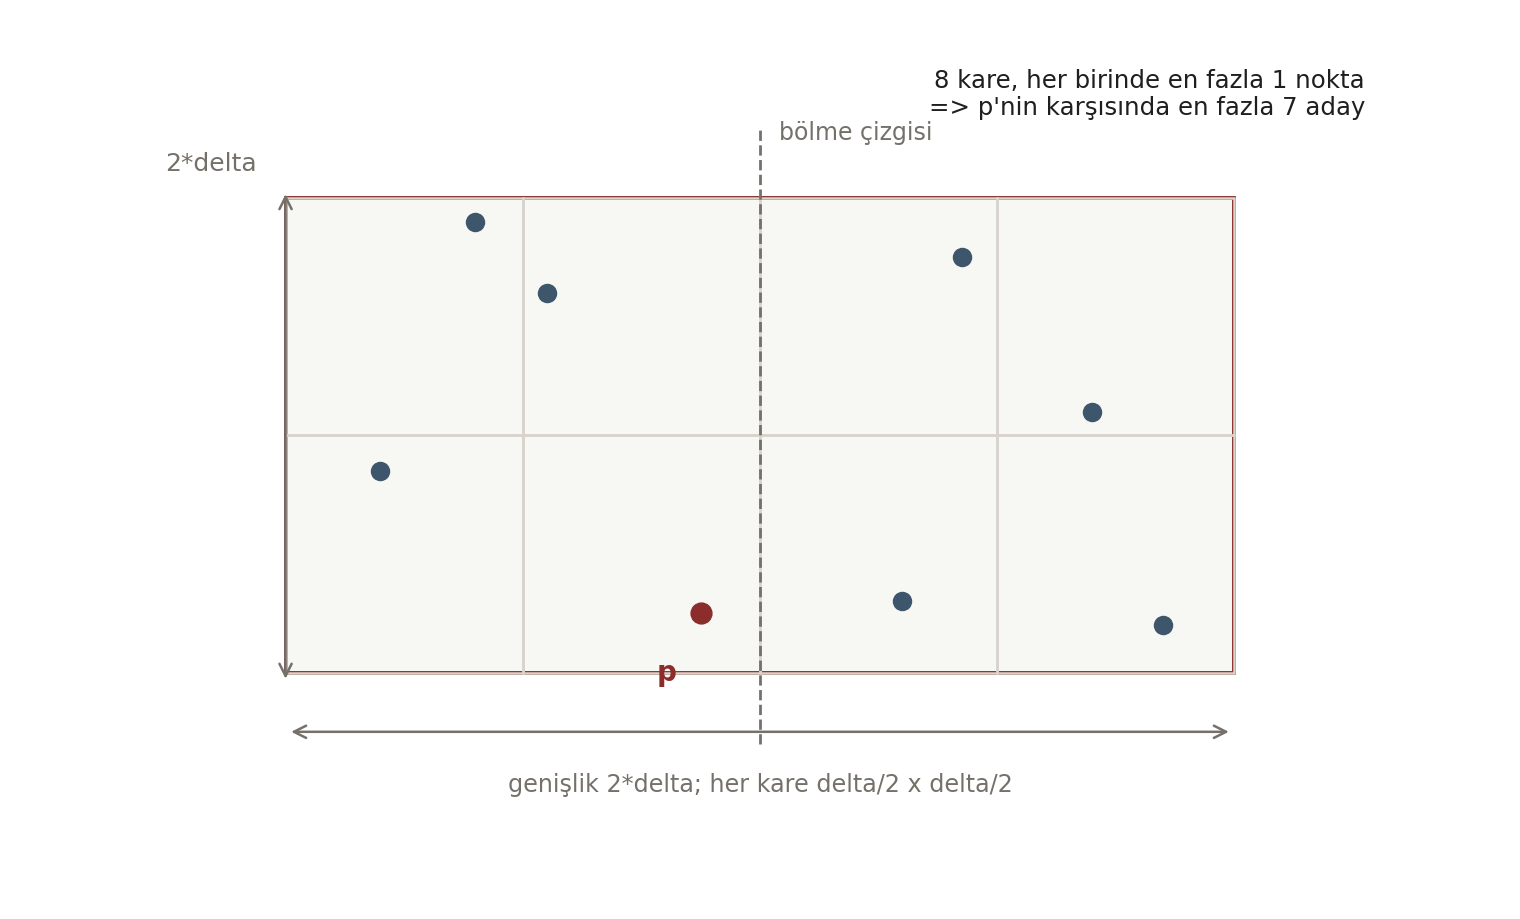 8 kare, her birinde en fazla 1 nokta
=> p'nin karşısında en fazla 7 aday
bölme çizgisi
2*delta
p
genişlik 2*delta; her kare delta/2 x delta/2